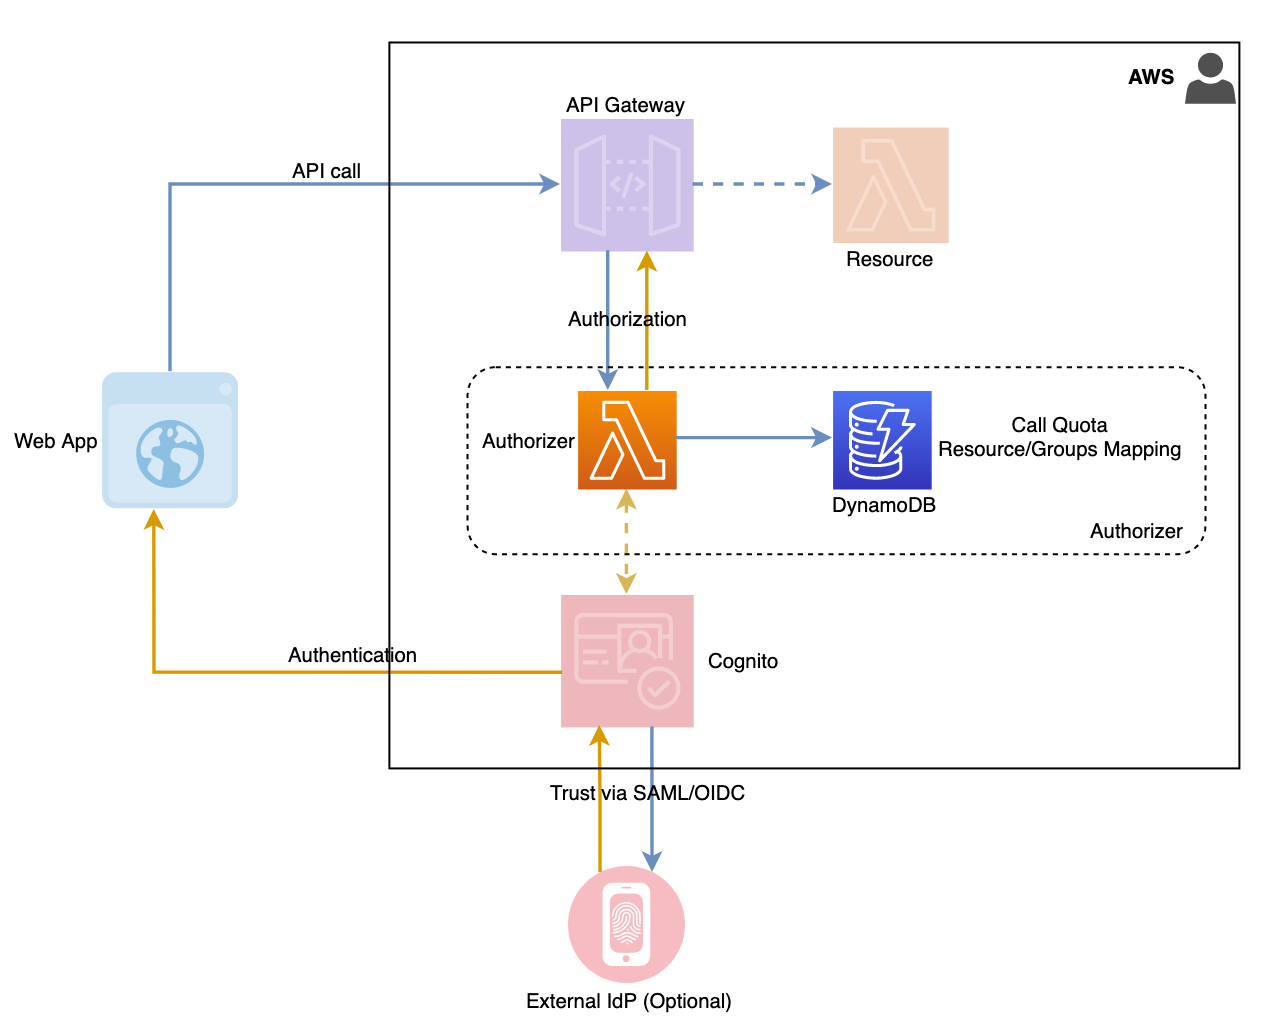 AWS
API Gateway
API call
</>
Resource
Authorization
Web App
Authorizer
Call Quota
Resource/Groups Mapping
DynamoDB
Authorizer
Authentication
Cognito
Trust via SAML/OIDC
External IdP (Optional)